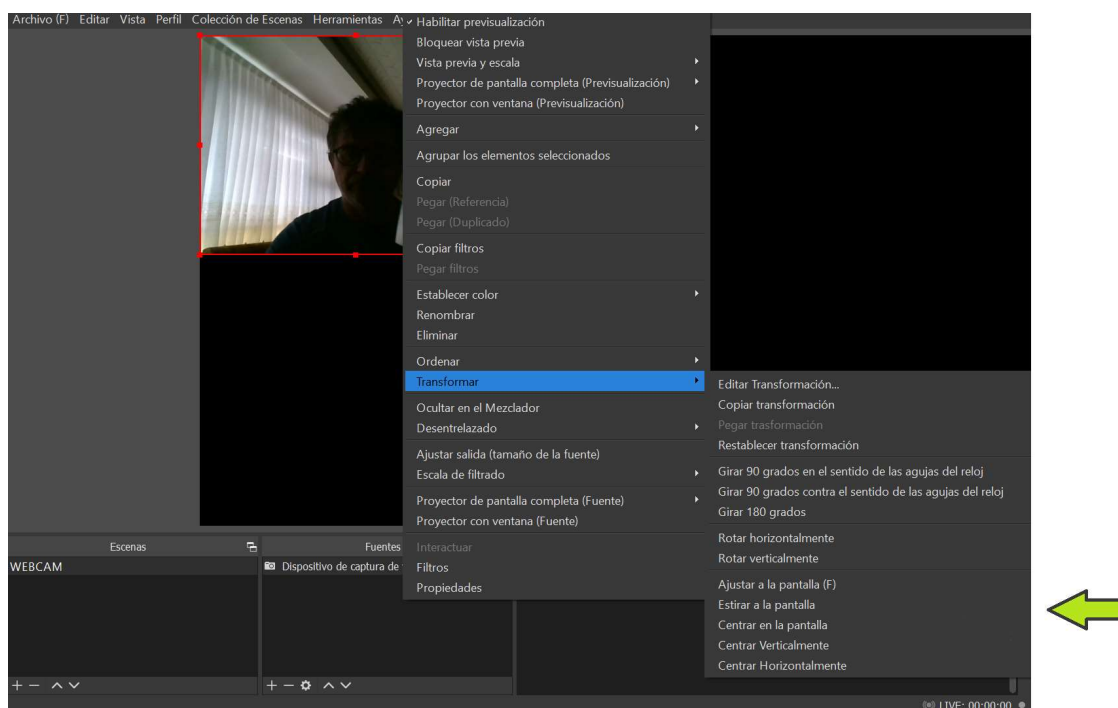 Archivo (F) Editar Vista Perfil Colección de Escenas Herramientas
Habilitar previsualización
Bloquear vista previa
Vista previa y escala
Proyector de pantalla completa (Previsualización)
Proyector con ventana (Previsualización)
Agregar
Agrupar los elementos seleccionados
Copiar
Pegar (Referencia)
Pegar (Duplicado)
Copiar filtros
Pegar filtros
Establecer color
Renombrar
Eliminar
Ordenar
Transformar
Ocultar en el Mezclador
Desentrelazado
Ajustar salida (tamaño de la fuente)
Escala de filtrado
Proyector de pantalla completa (Fuente)
Proyector con ventana (Fuente)
Interactuar
Filtros
Propiedades
Editar Transformación...
Copiar transformación
Pegar trasformación
Restablecer transformación
Girar 90 grados en el sentido de las agujas del reloj
Girar 90 grados contra el sentido de las agujas del reloj
Girar 180 grados
Rotar horizontalmente
Rotar verticalmente
Ajustar a la pantalla (F)
Estirar a la pantalla
Centrar en la pantalla
Centrar Verticalmente
Centrar Horizontalmente
Escenas
WEBCAM
Fuentes
Dispositivo de captura de
LIVE: 00:00:00